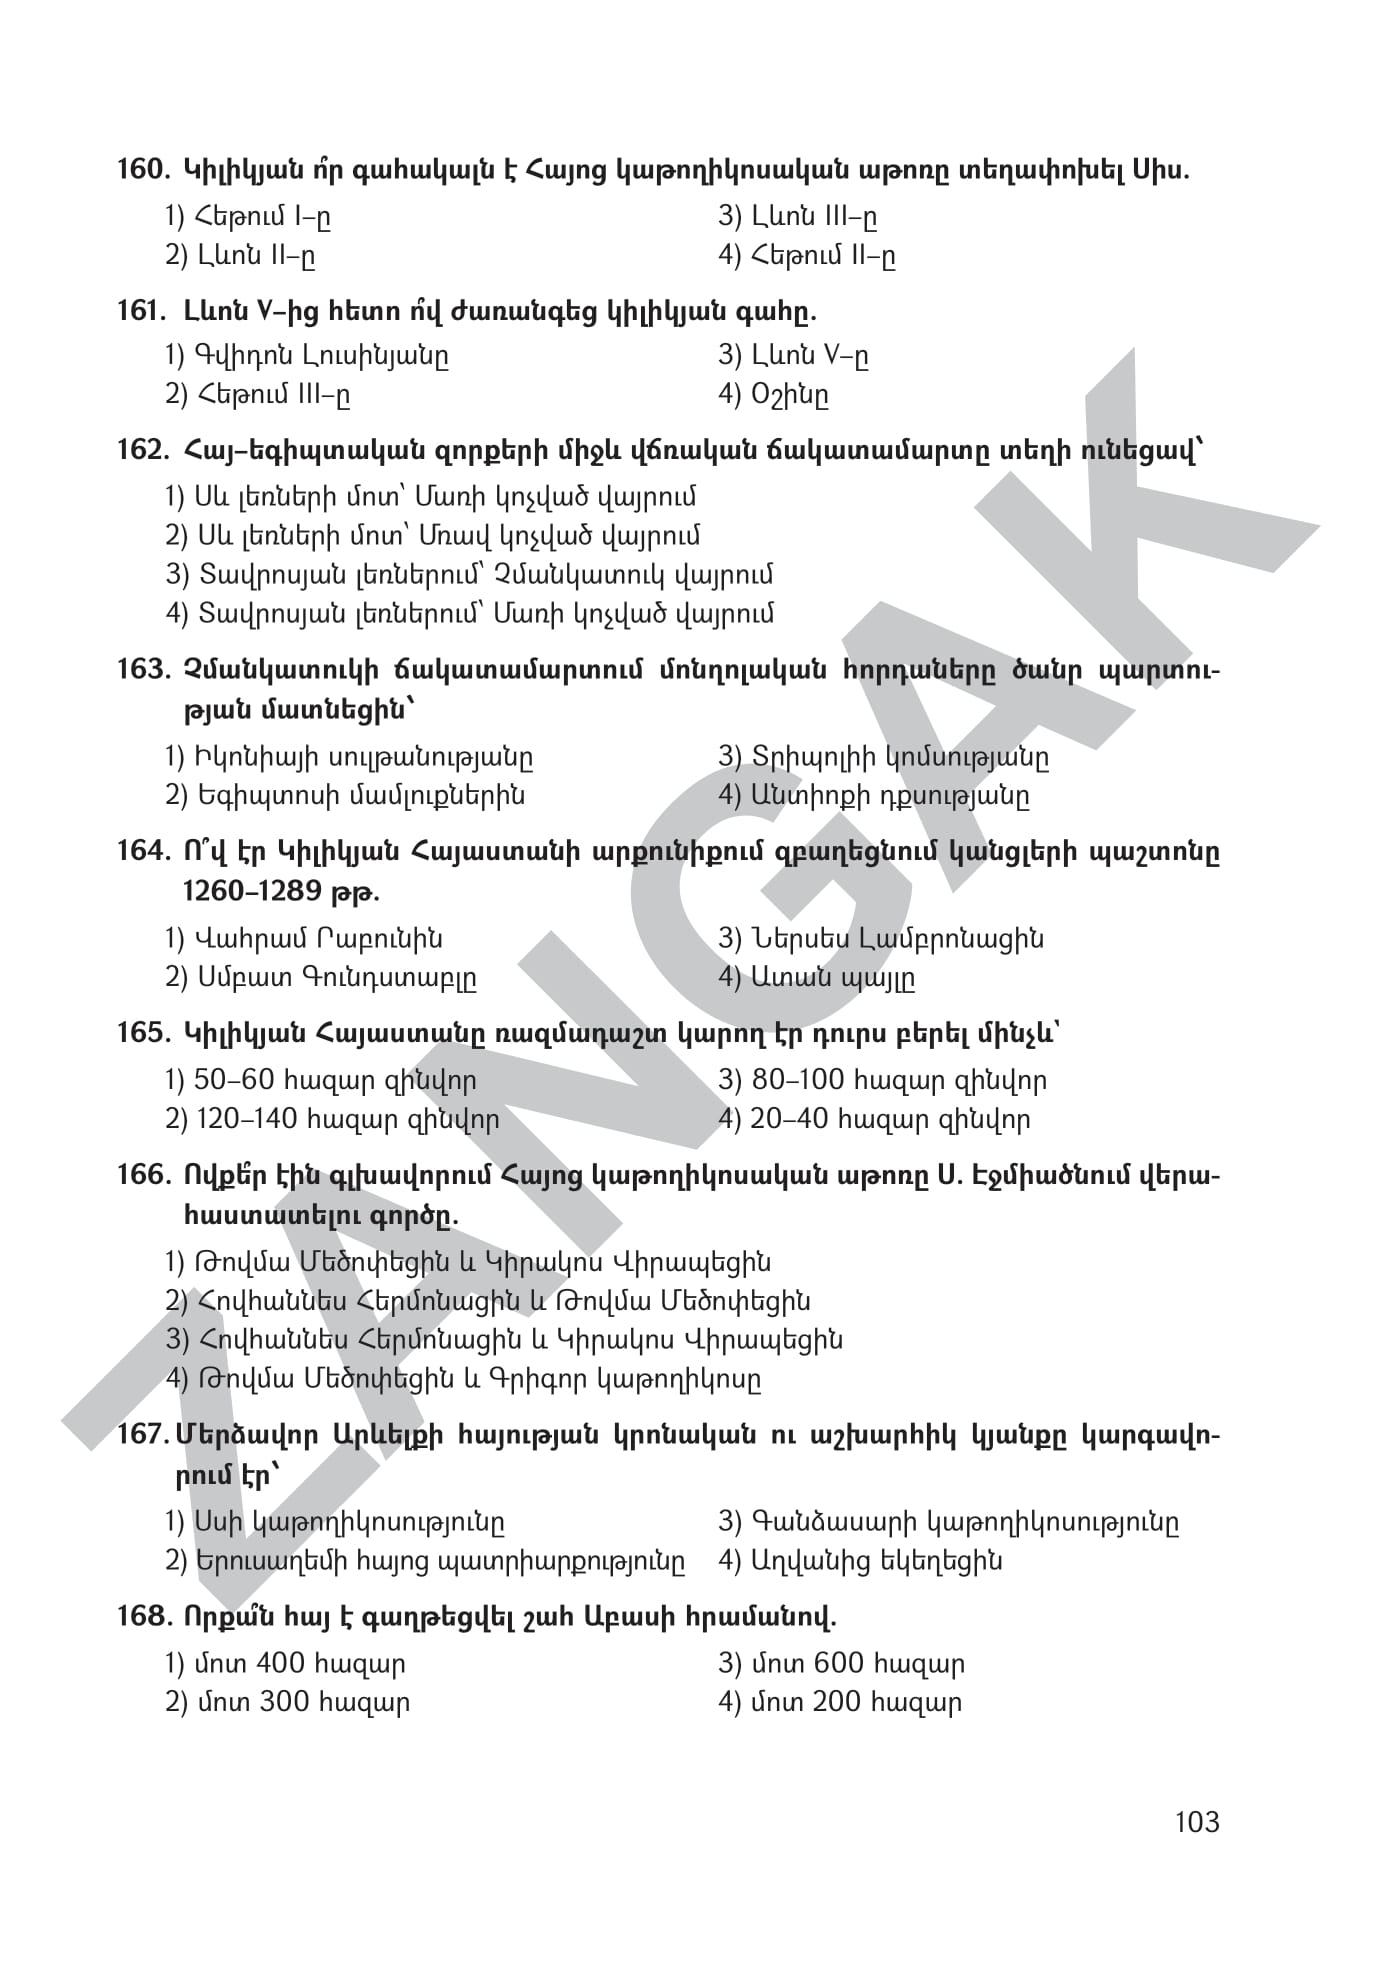 160. Կիլիկյան ո՞ր գահակալն է Հայոց կաթողիկոսական աթոռը տեղափոխել Սիս.
1) Հեթում I–ը
3) Լևոն III–ը
2) Լևոն II–ը
4) Հեթում II–ը
161. Լևոն V–ից հետո ո՞վ ժառանգեց կիլիկյան գահը.
1) Գվիդոն Լուսինյանը
3) Լևոն V–ը
2) Հեթում III–ը
4) Օշինը
162. Հայ–եգիպտական զորքերի միջև վճռական ճակատամարտը տեղի ունեցավ՝
1) Սև լեռների մոտ՝ Մառի կոչված վայրում
2) Սև լեռների մոտ՝ Մռավ կոչված վայրում
3) Տավրոսյան լեռներում՝ Չմանկատուկ վայրում
4) Տավրոսյան լեռներում՝ Մառի կոչված վայրում
163. Չմանկատուկի ճակատամարտում մոնղոլական հորդաները ծանր պարտու-
թյան մատնեցին՝
1) Իկոնիայի սուլթանությանը
3) Տրիպոլիի կոմսությանը
2) Եգիպտոսի մամլուքներին
4) Անտիոքի դքսությանը
164. Ո՞վ էր Կիլիկյան Հայաստանի արքունիքում զբաղեցնում կանցլերի պաշտոնը
1260–1289 թթ.
1) Վահրամ Րաբունին
3) Ներսես Լամբրոնացին
2) Սմբատ Գունդստաբլը
4) Ատան պայլը
165. Կիլիկյան Հայաստանը ռազմադաշտ կարող էր դուրս բերել մինչև՝
1) 50–60 հազար զինվոր
3) 80–100 հազար զինվոր
2) 120–140 հազար զինվոր
4) 20–40 հազար զինվոր
166. Ովքե՞ր էին գլխավորում Հայոց կաթողիկոսական աթոռը Ս. Էջմիածնում վերա-
հաստատելու գործը.
1) Թովմա Մեծոփեցին և Կիրակոս Վիրապեցին
2) Հովհաննես Հերմոնացին և Թովմա Մեծոփեցին
3) Հովհաննես Հերմոնացին և Կիրակոս Վիրապեցին
4) Թովմա Մեծոփեցին և Գրիգոր կաթողիկոսը
167. Մերձավոր Արևելքի հայության կրոնական ու աշխարհիկ կյանքը կարգավո-
րում էր՝
1) Սսի կաթողիկոսությունը
3) Գանձասարի կաթողիկոսությունը
2) Երուսաղեմի հայոց պատրիարքությունը
4) Աղվանից եկեղեցին
168. Որքա՞ն հայ է գաղթեցվել շահ Աբասի հրամանով.
1) մոտ 400 հազար
3) մոտ 600 հազար
2) մոտ 300 հազար
4) մոտ 200 հազար
103
ZANGAK